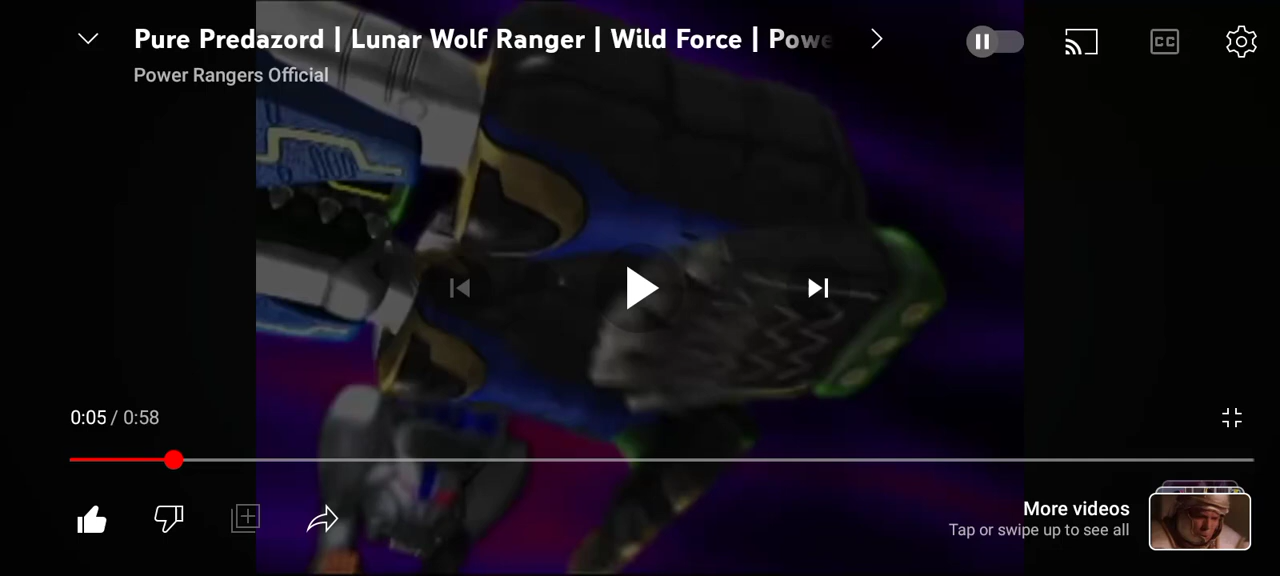 Pure Predazord | Lunar Wolf Ranger | Wild Force | Powe
Power Rangers Official
CC
0:05 / 0:58
More videos
Tap or swipe up to see all